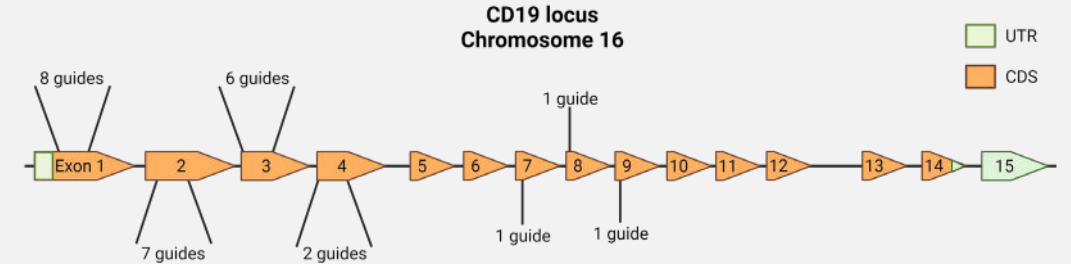 CD19 locus
Chromosome 16
UTR
CDS
8 guides
6 guides
1 guide
Exon 1
2
3
4
5
6
7
8
9
10
11
12
13
14
15
7 guides
2 guides
1 guide
1 guide